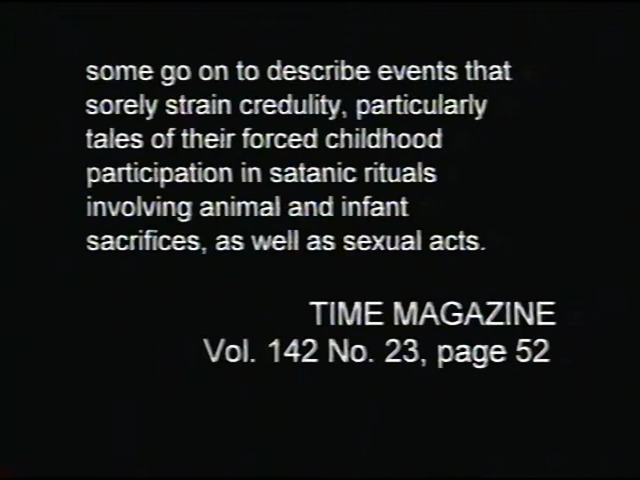 some go on to describe events that
sorely strain credulity, particularly
tales of their forced childhood
participation in satanic rituals
involving animal and infant
sacrifices, as well as sexual acts.
TIME MAGAZINE
Vol. 142 No. 23, page 52